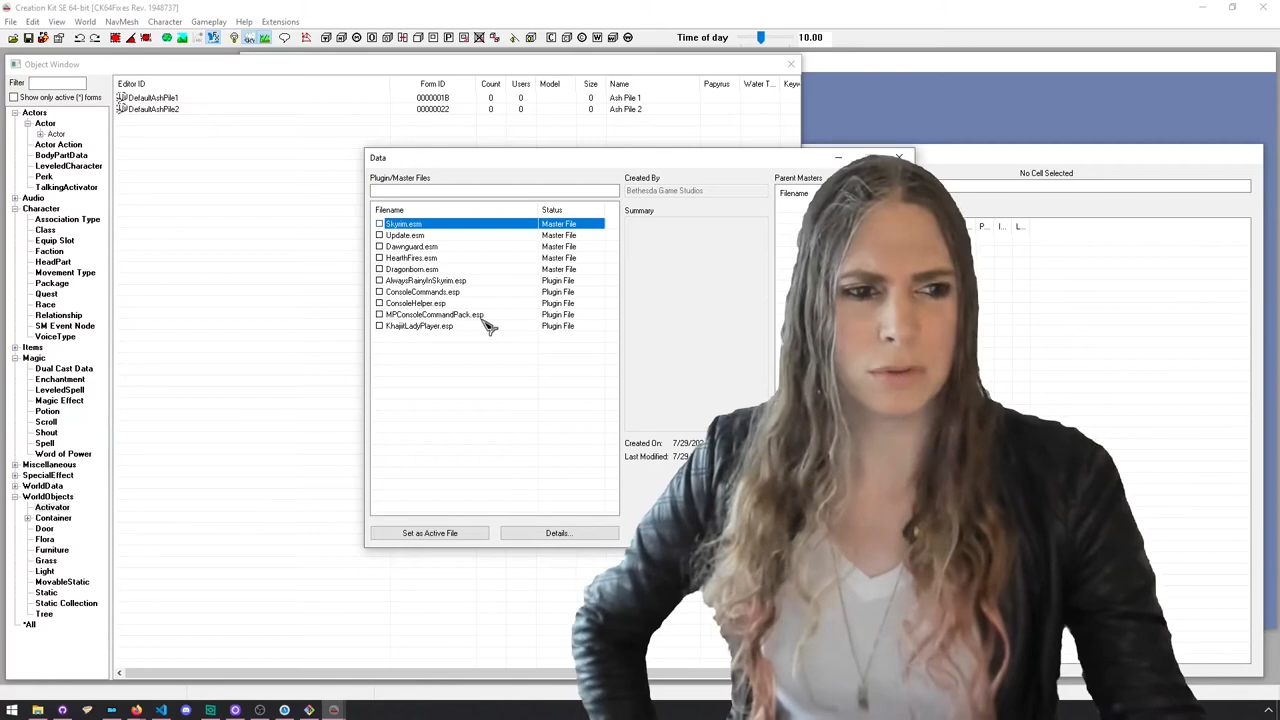 Creation Kit SE 64-bit [CK64Fixes Rev. 1948737]
File Edit View World NavMesh Character Gameplay Help Extensions
Time of day 10.00
Object Window
Filter
Show only active (*) forms
Editor ID Form ID Count Users Model Size Name Papyrus Water T... Keyw
DefaultAshPile1 0000001B 0 0 0 Ash Pile 1
DefaultAshPile2 00000022 0 0 0 Ash Pile 2
Actors
Actor
Actor
Actor Action
BodyPartData
LeveledCharacter
Perk
TalkingActivator
Audio
Character
Association Type
Class
Equip Slot
Faction
HeadPart
Movement Type
Package
Quest
Race
Relationship
SM Event Node
VoiceType
Items
Magic
Dual Cast Data
Enchantment
LeveledSpell
Magic Effect
Potion
Scroll
Shout
Spell
Word of Power
Miscellaneous
SpecialEffect
WorldData
WorldObjects
Activator
Container
Door
Flora
Furniture
Grass
Light
MovableStatic
Static
Static Collection
Tree
*All
Data
Plugin/Master Files
Filename Status
Skyrim.esm Master File
Update.esm Master File
Dawnguard.esm Master File
HearthFires.esm Master File
Dragonborn.esm Master File
AlwaysRainyInSkyrim.esp Plugin File
ConsoleCommands.esp Plugin File
ConsoleHelper.esp Plugin File
MPConsoleCommandPack.esp Plugin File
KhajiitLadyPlayer.esp Plugin File
Set as Active File Details...
Created By
Bethesda Game Studios
Summary
Created On: 7/29/202
Last Modified: 7/29
Parent Masters
Filename
No Cell Selected
P... I... L...